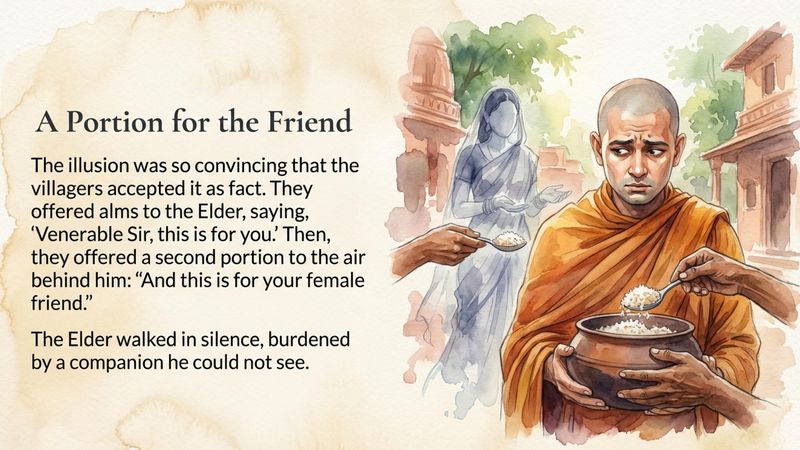 A Portion for the Friend
The illusion was so convincing that the
villagers accepted it as fact. They
offered alms to the Elder, saying,
‘Venerable Sir, this is for you.’ Then,
they offered a second portion to the air
behind him: “And this is for your female
friend.”
The Elder walked in silence, burdened
by a companion he could not see.